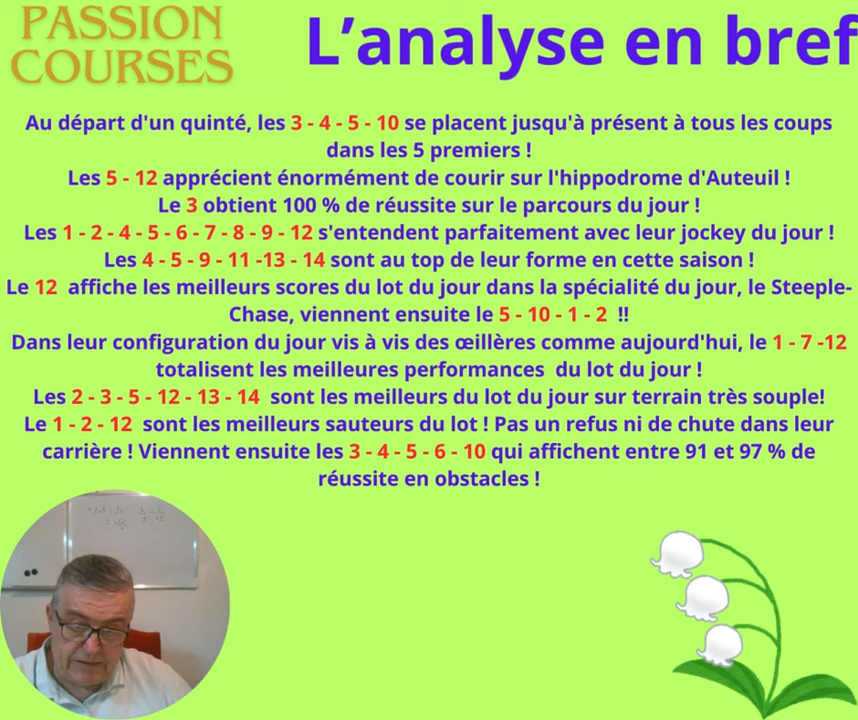 PASSION
COURSES
L’analyse en bref
Au départ d'un quinté, les 3 - 4 - 5 - 10 se placent jusqu'à présent à tous les coups
dans les 5 premiers !
Les 5 - 12 apprécient énormément de courir sur l'hippodrome d'Auteuil !
Le 3 obtient 100 % de réussite sur le parcours du jour !
Les 1 - 2 - 4 - 5 - 6 - 7 - 8 - 9 - 12 s'entendent parfaitement avec leur jockey du jour !
Les 4 - 5 - 9 - 11 -13 - 14 sont au top de leur forme en cette saison !
Le 12 affiche les meilleurs scores du lot du jour dans la spécialité du jour, le Steeple-
Chase, viennent ensuite le 5 - 10 - 1 - 2 !!
Dans leur configuration du jour vis à vis des œillères comme aujourd'hui, le 1 - 7 -12
totalisent les meilleures performances du lot du jour !
Les 2 - 3 - 5 - 12 - 13 - 14 sont les meilleurs du lot du jour sur terrain très souple!
Le 1 - 2 - 12 sont les meilleurs sauteurs du lot ! Pas un refus ni de chute dans leur
carrière ! Viennent ensuite les 3 - 4 - 5 - 6 - 10 qui affichent entre 91 et 97 % de
réussite en obstacles !